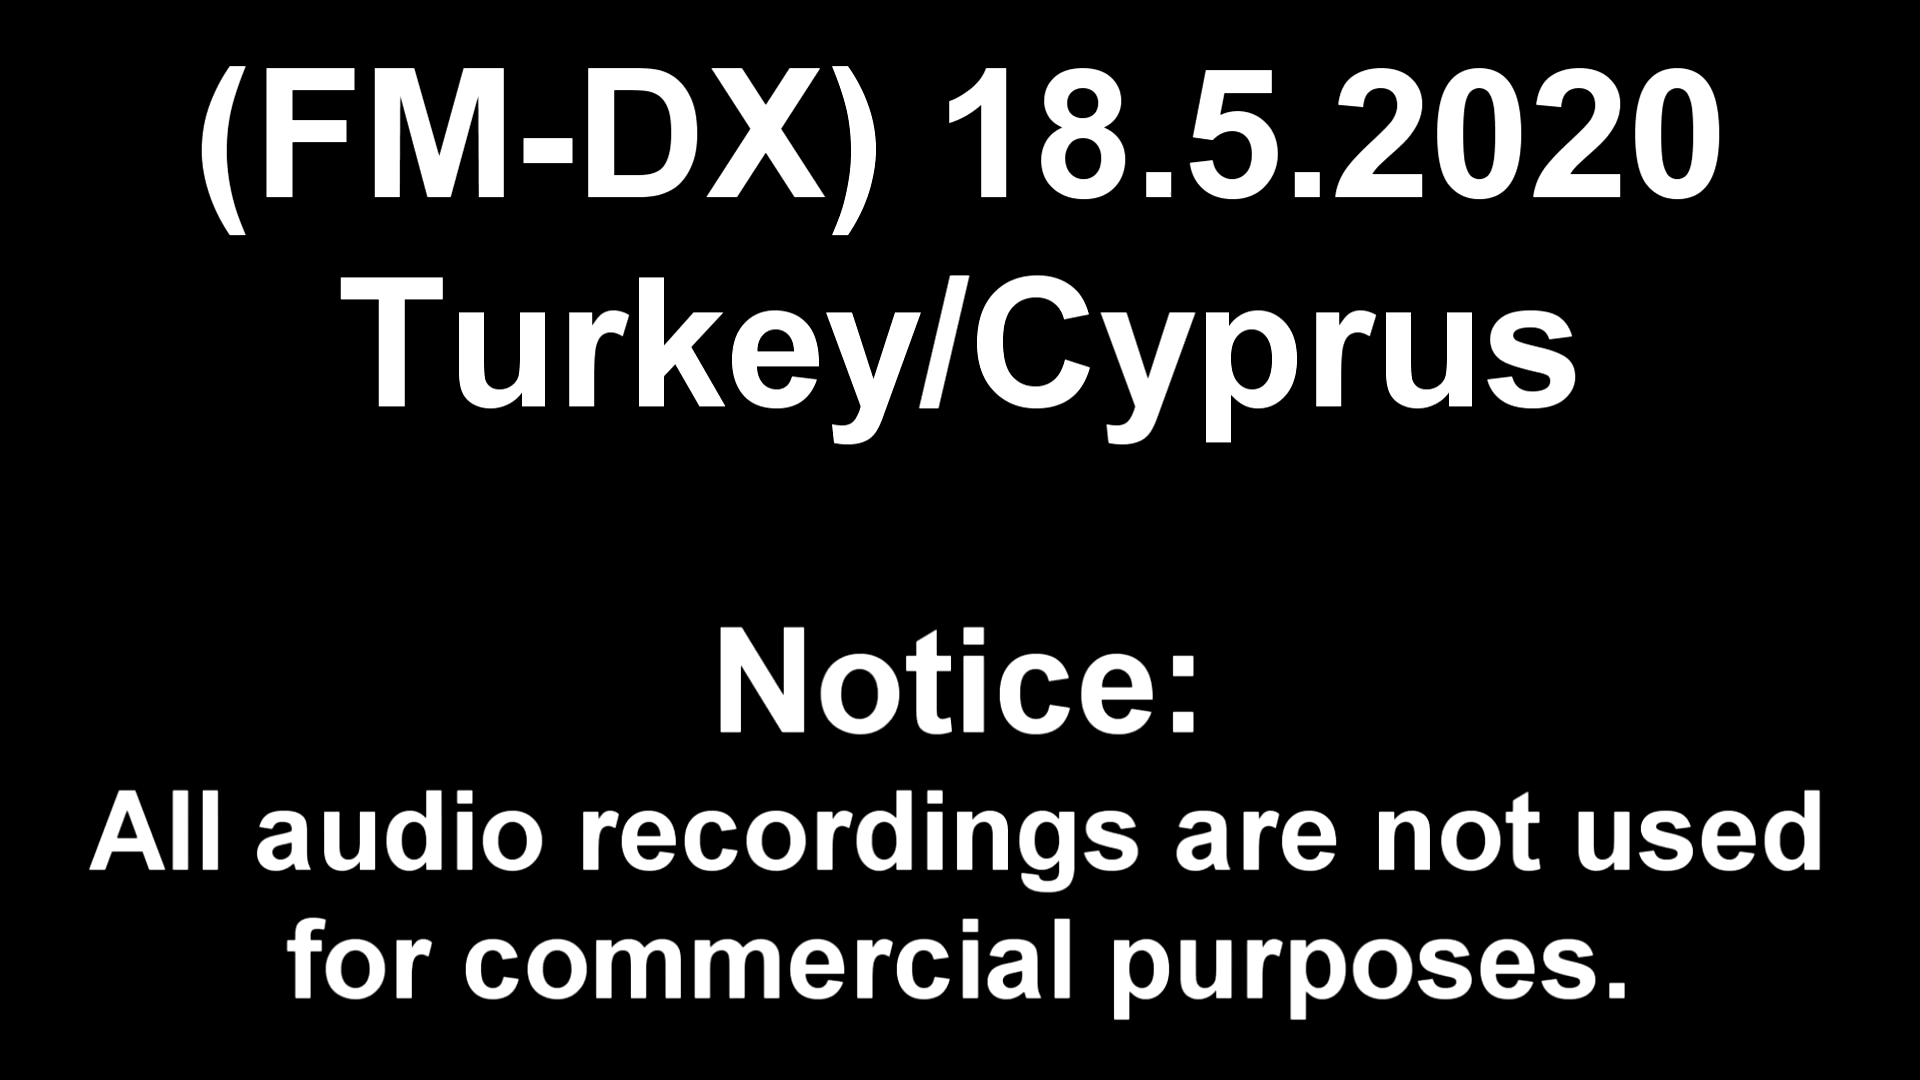 (FM-DX) 18.5.2020
Turkey/Cyprus
Notice:
All audio recordings are not used
for commercial purposes.